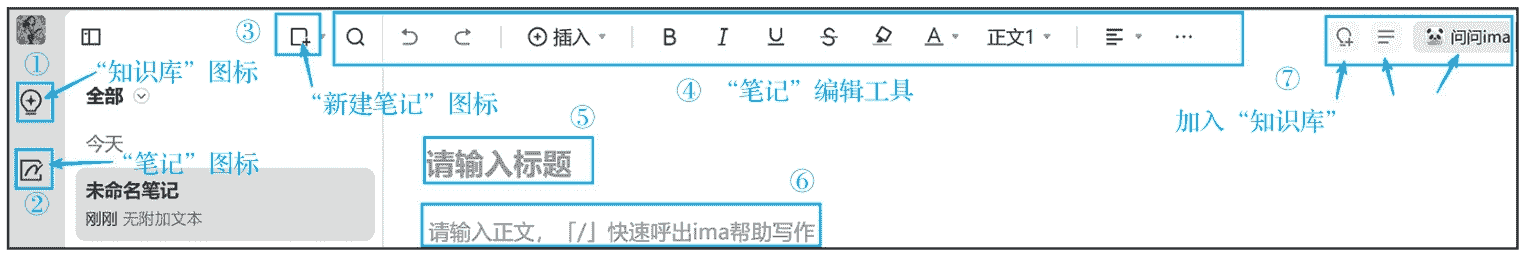 ③
插入
B
I
U
S
A
正文1
···
问问ima
①
“知识库”图标
全部
“新建笔记”图标
④ “笔记”编辑工具
⑦
加入“知识库”
⑤
今天
“笔记”图标
请输入标题
②
未命名笔记
刚刚 无附加文本
⑥
请输入正文，「/」快速呼出ima帮助写作